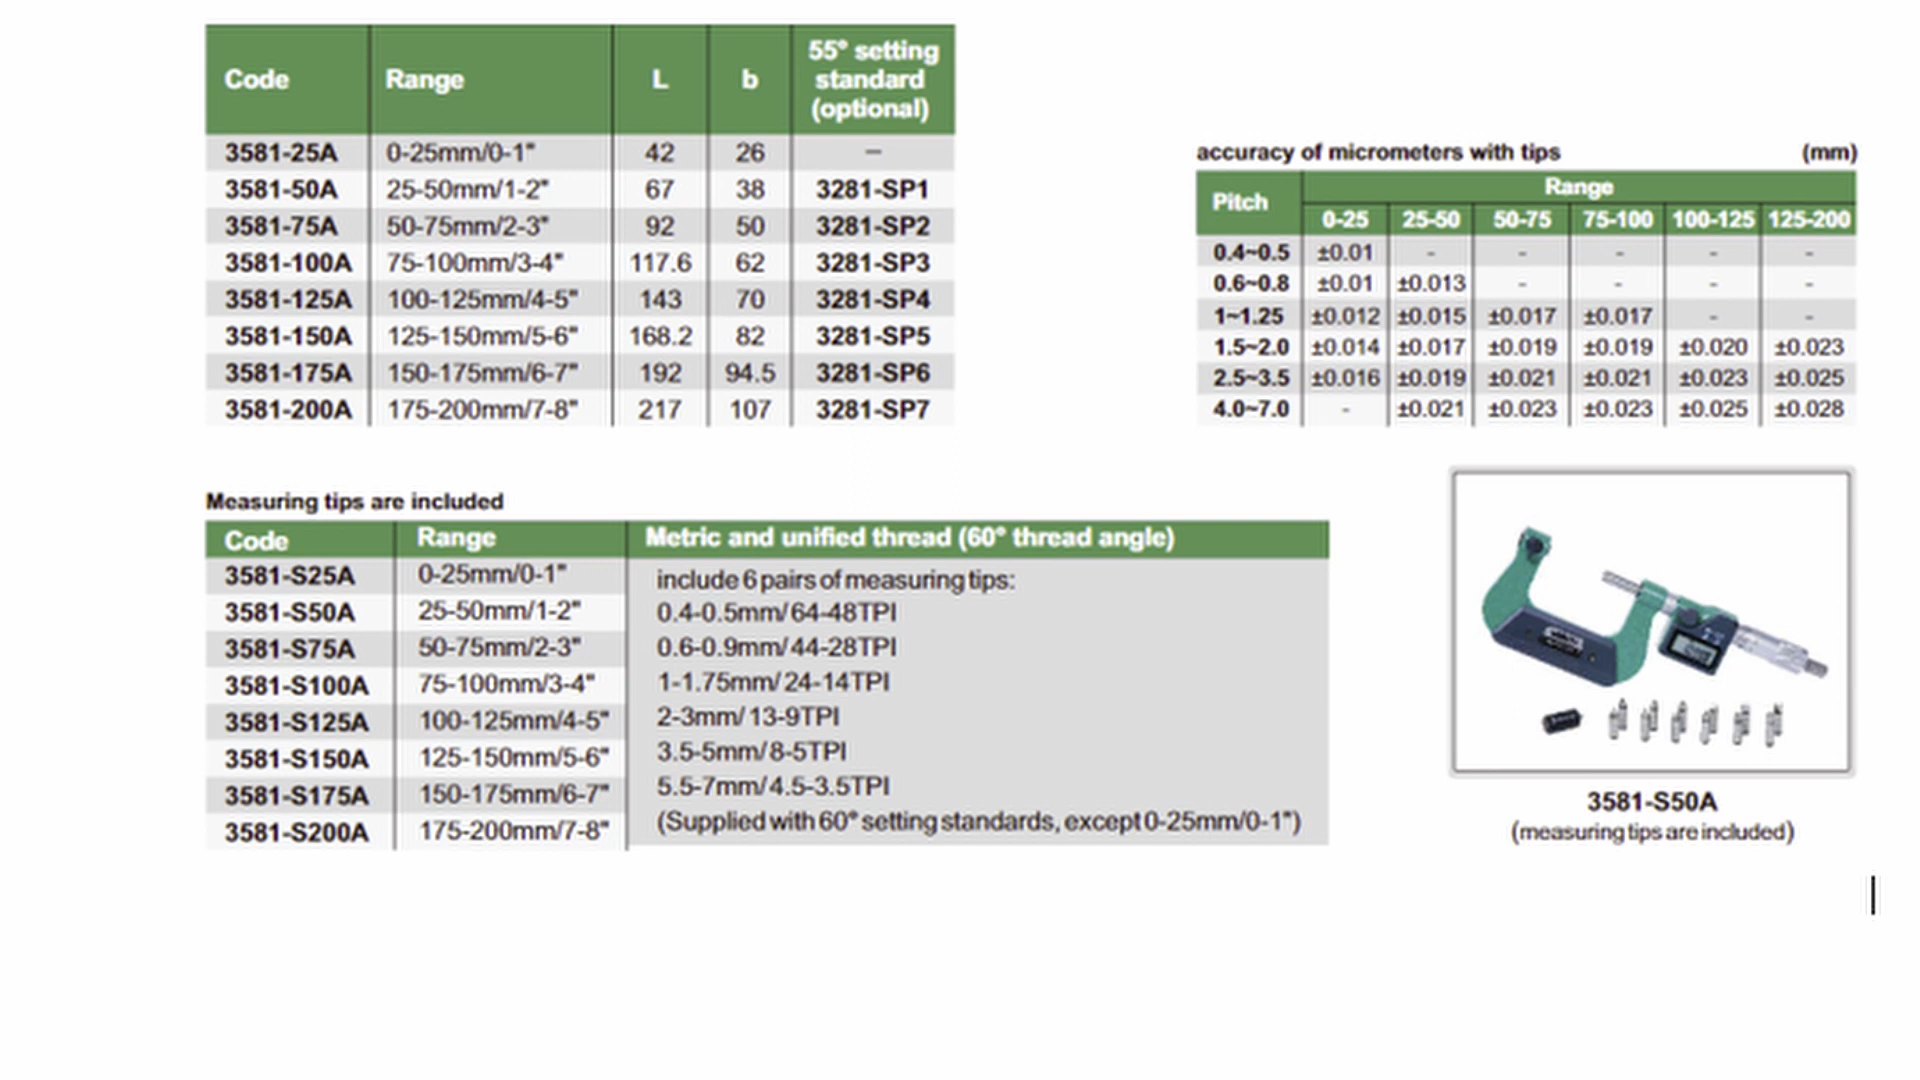 Code Range L b 55° setting standard (optional)
3581-25A 0-25mm/0-1" 42 26 –
3581-50A 25-50mm/1-2" 67 38 3281-SP1
3581-75A 50-75mm/2-3" 92 50 3281-SP2
3581-100A 75-100mm/3-4" 117.6 62 3281-SP3
3581-125A 100-125mm/4-5" 143 70 3281-SP4
3581-150A 125-150mm/5-6" 168.2 82 3281-SP5
3581-175A 150-175mm/6-7" 192 94.5 3281-SP6
3581-200A 175-200mm/7-8" 217 107 3281-SP7
accuracy of micrometers with tips (mm)
Pitch Range
0-25 25-50 50-75 75-100 100-125 125-200
0.4~0.5 ±0.01 - - - - -
0.6~0.8 ±0.01 ±0.013 - - - -
1~1.25 ±0.012 ±0.015 ±0.017 ±0.017 - -
1.5~2.0 ±0.014 ±0.017 ±0.019 ±0.019 ±0.020 ±0.023
2.5~3.5 ±0.016 ±0.019 ±0.021 ±0.021 ±0.023 ±0.025
4.0~7.0 - ±0.021 ±0.023 ±0.023 ±0.025 ±0.028
Measuring tips are included
Code Range Metric and unified thread (60° thread angle)
3581-S25A 0-25mm/0-1"
3581-S50A 25-50mm/1-2"
3581-S75A 50-75mm/2-3"
3581-S100A 75-100mm/3-4"
3581-S125A 100-125mm/4-5"
3581-S150A 125-150mm/5-6"
3581-S175A 150-175mm/6-7"
3581-S200A 175-200mm/7-8"
include 6 pairs of measuring tips:
0.4-0.5mm/ 64-48TPI
0.6-0.9mm/ 44-28TPI
1-1.75mm/ 24-14TPI
2-3mm/ 13-9TPI
3.5-5mm/ 8-5TPI
5.5-7mm/ 4.5-3.5TPI
(Supplied with 60° setting standards, except 0-25mm/0-1")
3581-S50A
(measuring tips are included)